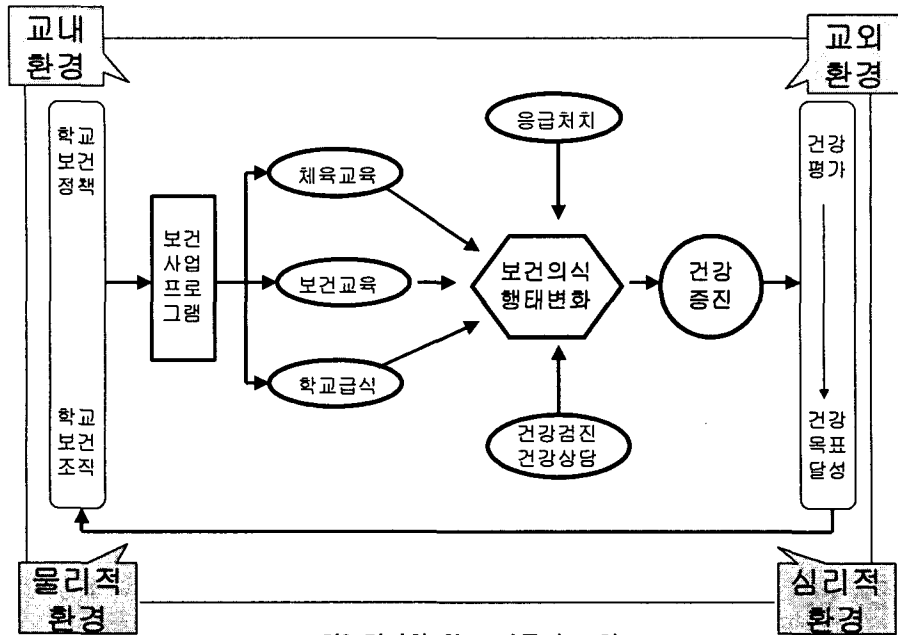 교내
환경
교외
환경
학교
보건
정책
학교
보건
조직
보건
사업
프로
그램
체육교육
보건교육
학교급식
응급처치
보건의식
행태변화
건강검진
건강상담
건강
증진
건강
평가
건강
목표
달성
물리적
환경
심리적
환경